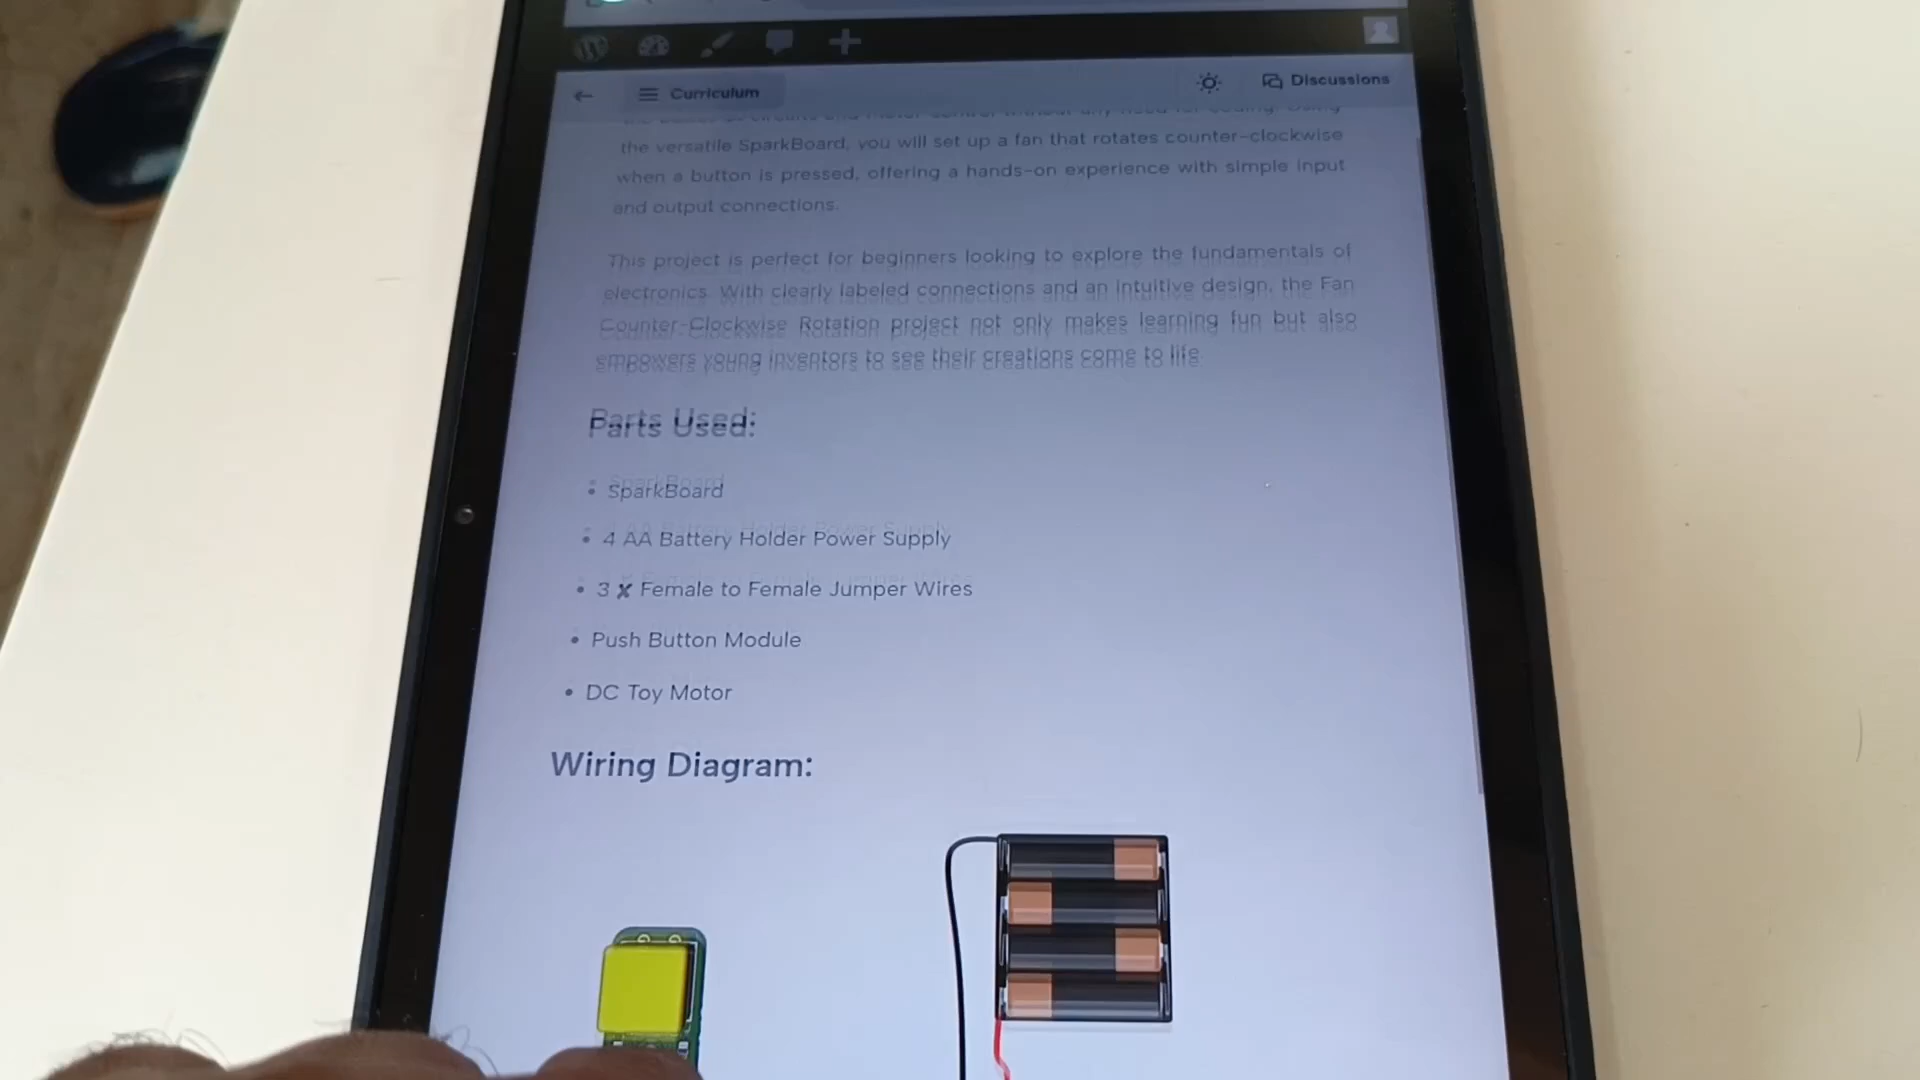 Curriculum
Discussions
the versatile SparkBoard, you will set up a fan that rotates counter-clockwise
when a button is pressed, offering a hands-on experience with simple input
and output connections.
This project is perfect for beginners looking to explore the fundamentals of
electronics. With clearly labeled connections and an intuitive design, the Fan
Counter-Clockwise Rotation project not only makes learning fun but also
empowers young inventors to see their creations come to life.
Parts Used:
• SparkBoard
• 4 AA Battery Holder Power Supply
• 3 ✘ Female to Female Jumper Wires
• Push Button Module
• DC Toy Motor
Wiring Diagram: